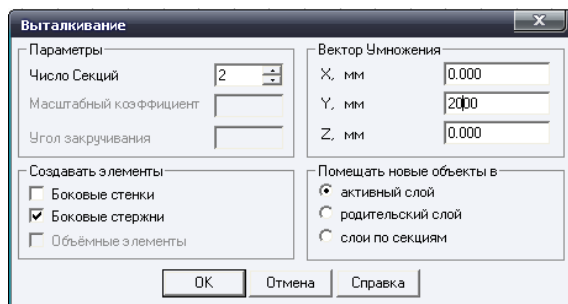 Выталкивание
Параметры
Число Секций 2
Масштабный коэффициент
Угол закручивания
Вектор Умножения
X, мм 0.000
Y, мм 2000
Z, мм 0.000
Создавать элементы
Боковые стенки
Боковые стержни
Объёмные элементы
Помещать новые объекты в
активный слой
родительский слой
слои по секциям
OK Отмена Справка